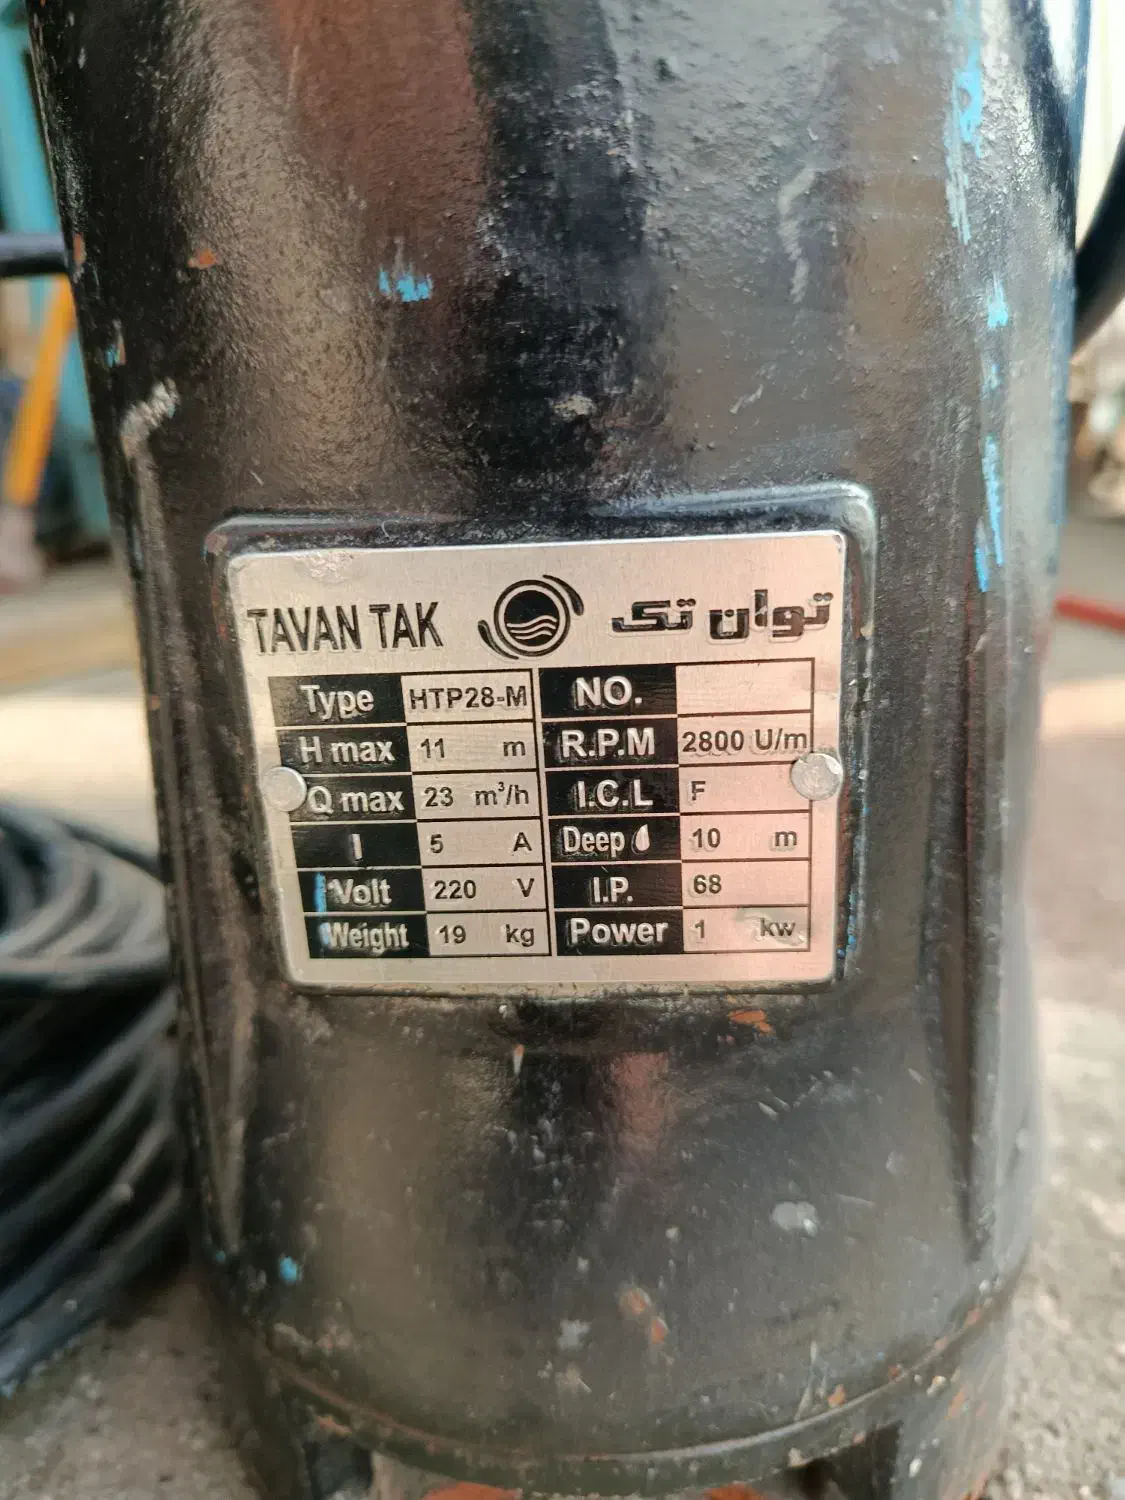 TAVAN TAK توان تک
Type HTP28-M NO.
H max 11 m R.P.M 2800 U/m
Q max 23 m³/h I.C.L F
I 5 A Deep 10 m
Volt 220 V I.P. 68
Weight 19 kg Power 1 kw